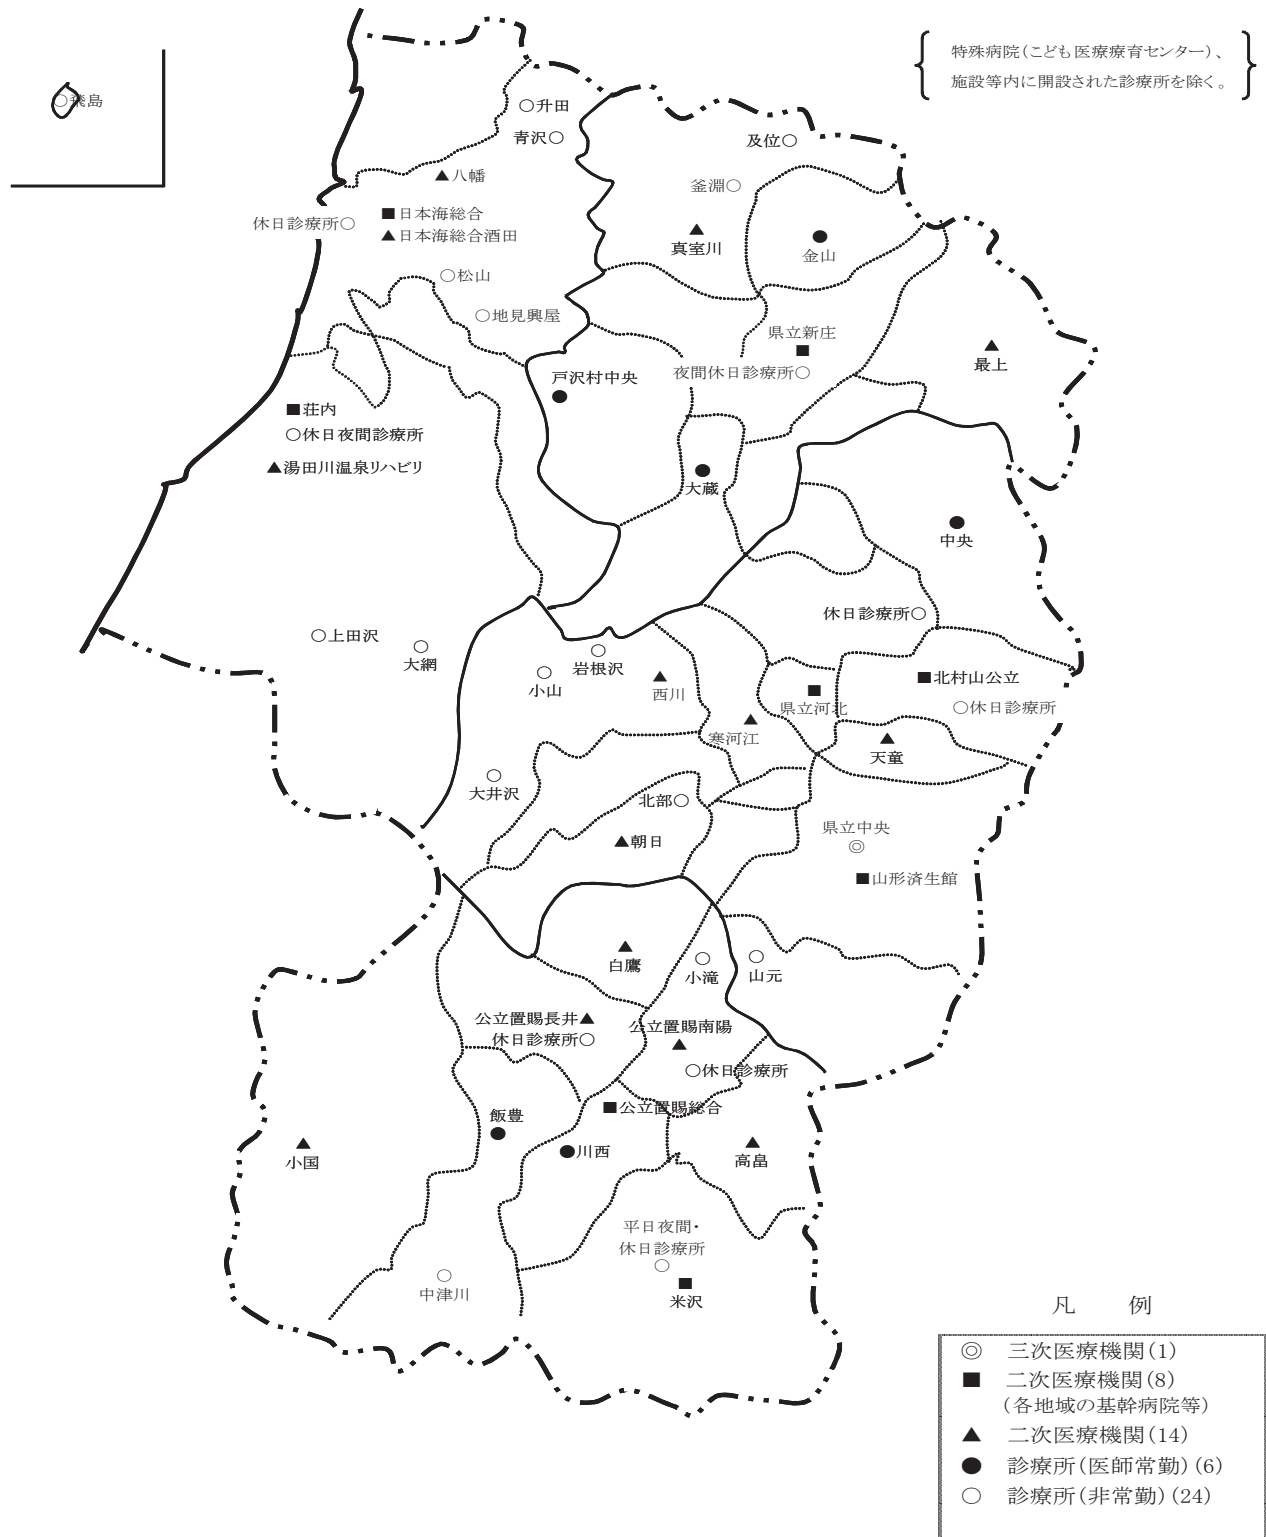 特殊病院(こども医療療育センター)、
施設等内に開設された診療所を除く。
○飛島
○升田
青沢○
及位○
▲八幡
釜淵○
■日本海総合
休日診療所○
▲日本海総合酒田
▲
真室川
●
金山
○松山
○地見興屋
県立新庄
■
▲
最上
夜間休日診療所○
戸沢村中央
●
■荘内
○休日夜間診療所
▲湯田川温泉リハビリ
●
大蔵
●
中央
休日診療所○
○上田沢
○
大網
○
岩根沢
○
小山
▲
西川
■北村山公立
■
県立河北
○休日診療所
▲
寒河江
▲
天童
○
大井沢
北部○
県立中央
◎
▲朝日
■山形済生館
▲
白鷹
○
小滝
○
山元
公立置賜長井▲
休日診療所○
公立置賜南陽
▲
○休日診療所
■公立置賜総合
飯豊
●
▲
小国
●川西
▲
高畠
平日夜間・
休日診療所
○
■
米沢
○
中津川
凡 例
◎ 三次医療機関(1)
■ 二次医療機関(8)
(各地域の基幹病院等)
▲ 二次医療機関(14)
● 診療所(医師常勤)(6)
○ 診療所(非常勤)(24)